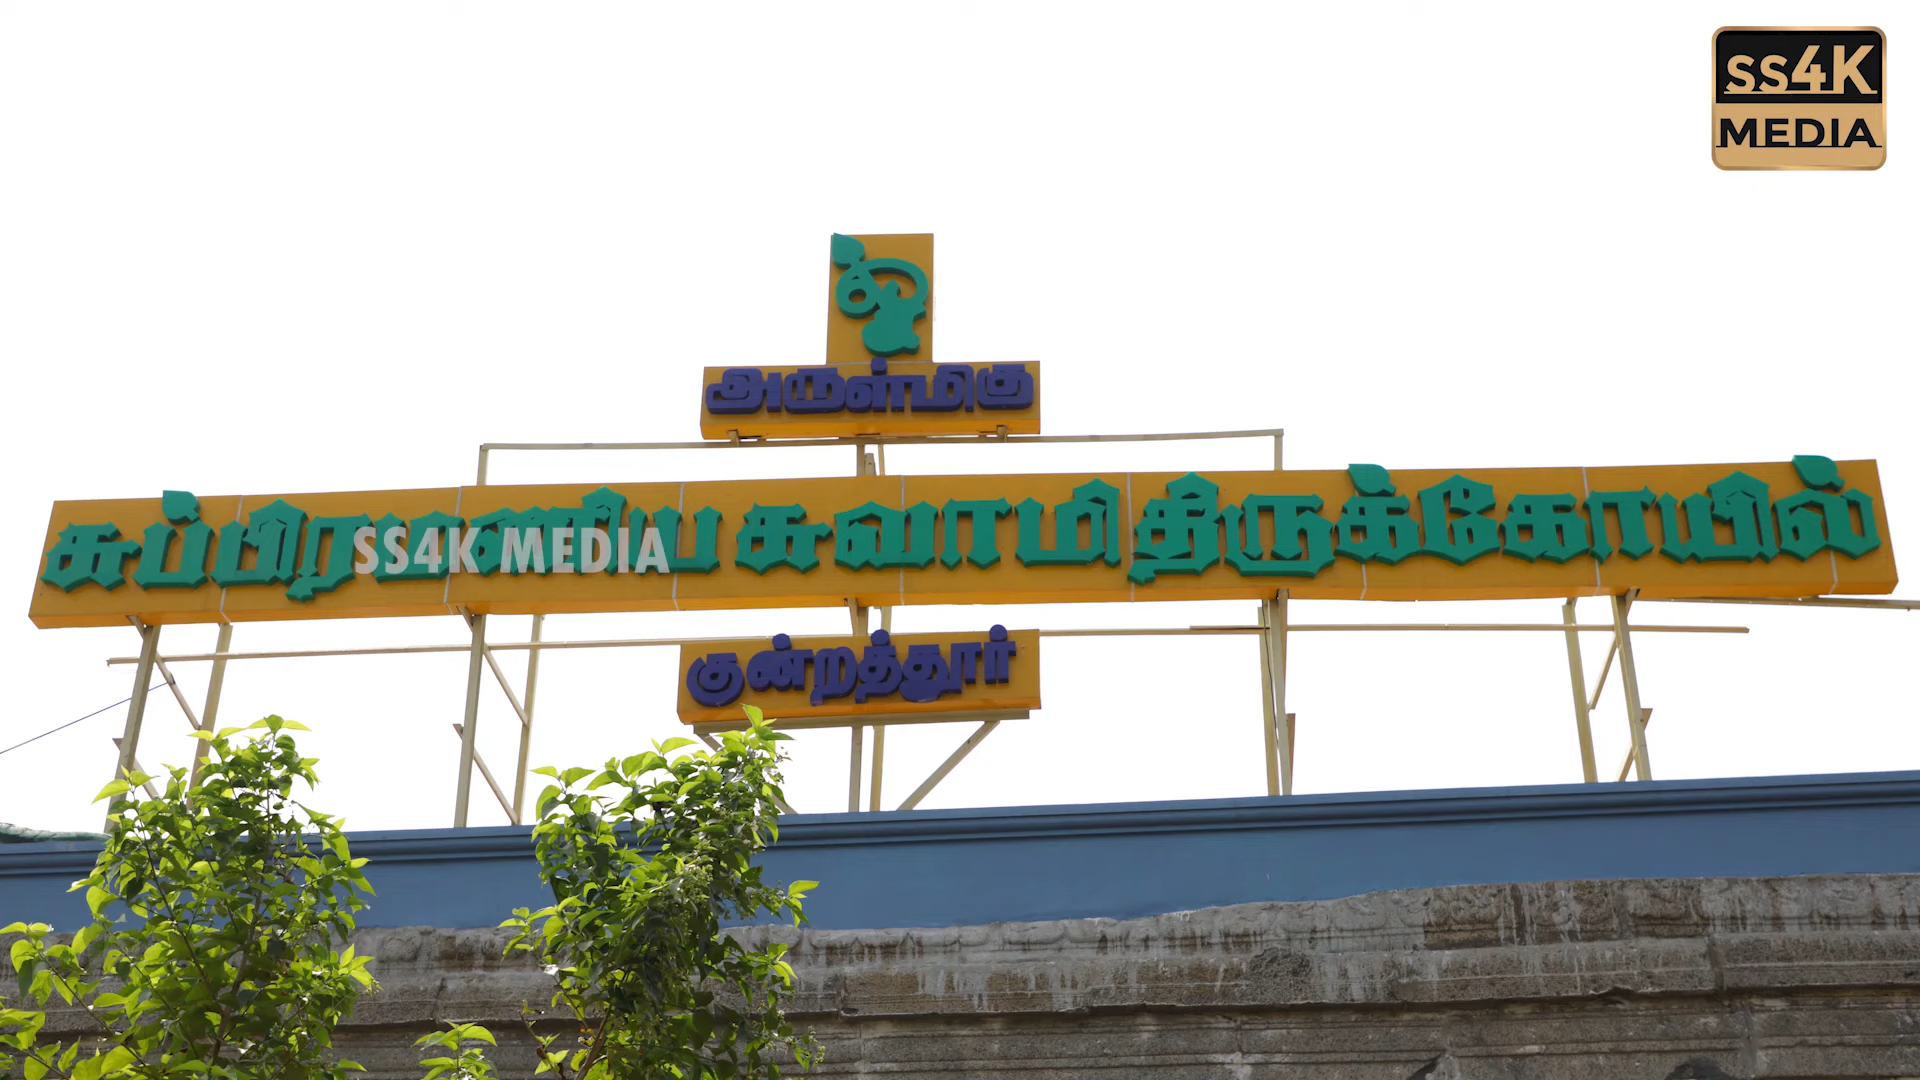 SS4K
MEDIA
அருள்மிகு
சுப்பிரமணிய சுவாமி திருக்கோயில்
SS4K MEDIA
குன்றத்தூர்